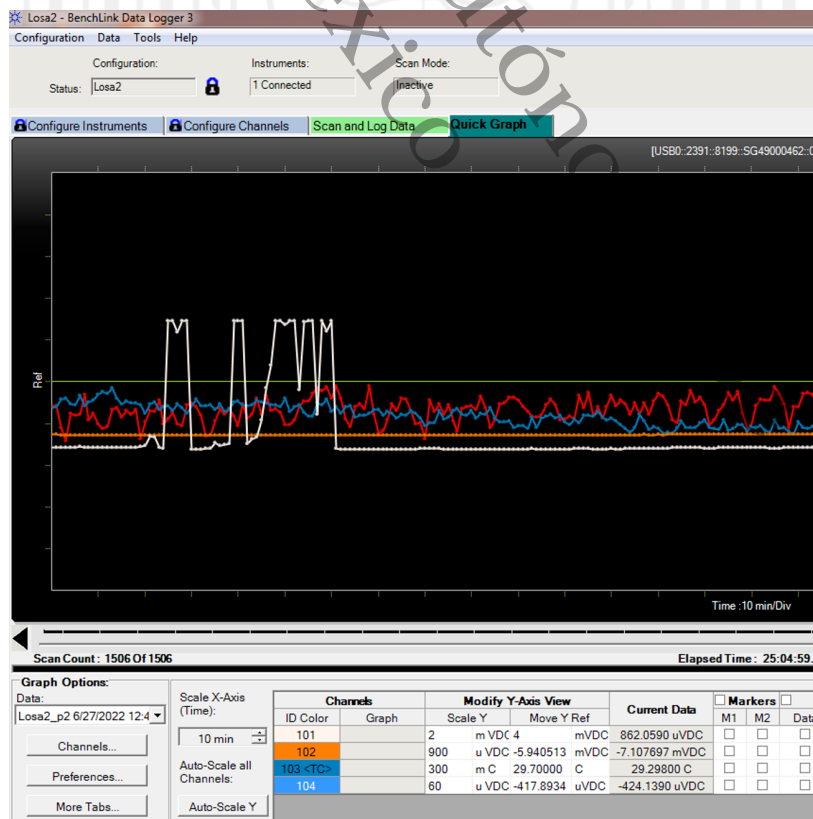 Losa2 - BenchLink Data Logger 3
Configuration Data Tools Help
Configuration: Instruments: Scan Mode:
Status: Losa2 1 Connected Inactive
Configure Instruments Configure Channels Scan and Log Data Quick Graph
[USB0::2391::8199::SG49000462::0
Ref
Time :10 min/Div
Scan Count : 1506 Of 1506 Elapsed Time : 25:04:59.
Graph Options:
Data:
Losa2_p2 6/27/2022 12:4
Channels...
Preferences...
More Tabs...
Scale X-Axis
(Time):
10 min
Auto-Scale all
Channels:
Auto-Scale Y
Channels Modify Y-Axis View Current Data Markers
ID Color Graph Scale Y Move Y Ref M1 M2 Data
101 2 m VDC 4 mVDC 862.0590 uVDC
102 900 u VDC -5.940513 mVDC -7.107697 mVDC
103 <TC> 300 m C 29.70000 C 29.29800 C
104 60 u VDC -417.8934 uVDC -424.1390 uVDC